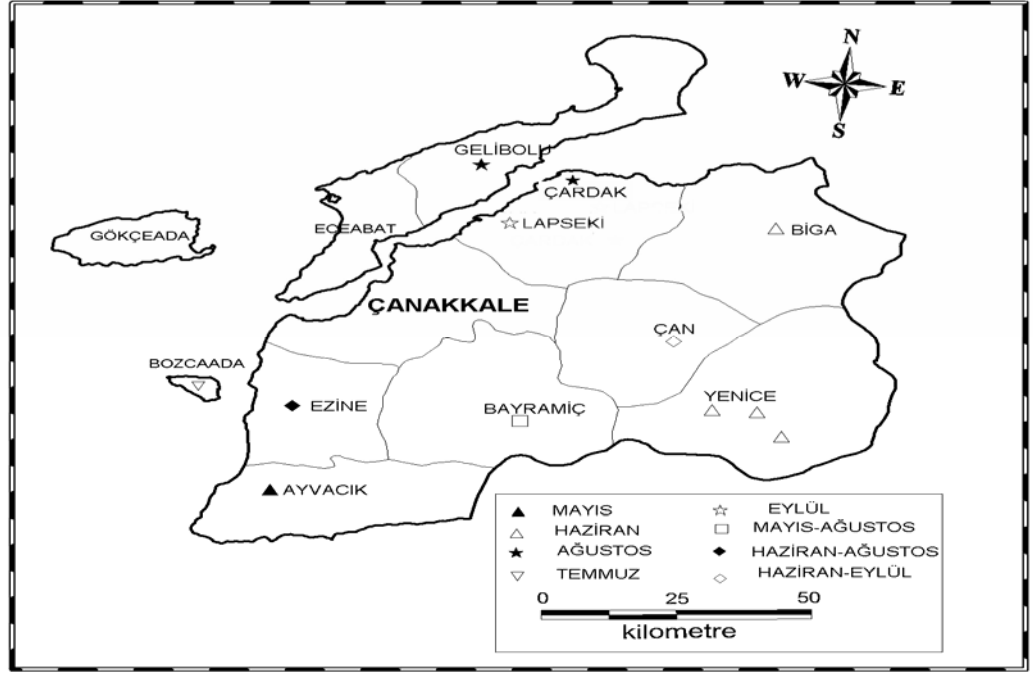 N
W E
S
GELİBOLU
ÇARDAK
ECEABAT
LAPSEKİ
BİGA
GÖKÇEADA
ÇANAKKALE
ÇAN
BOZCAADA
EZİNE
BAYRAMİÇ
YENİCE
AYVACIK
MAYIS
HAZİRAN
AĞUSTOS
TEMMUZ
EYLÜL
MAYIS-AĞUSTOS
HAZİRAN-AĞUSTOS
HAZİRAN-EYLÜL
0 25 50
kilometre